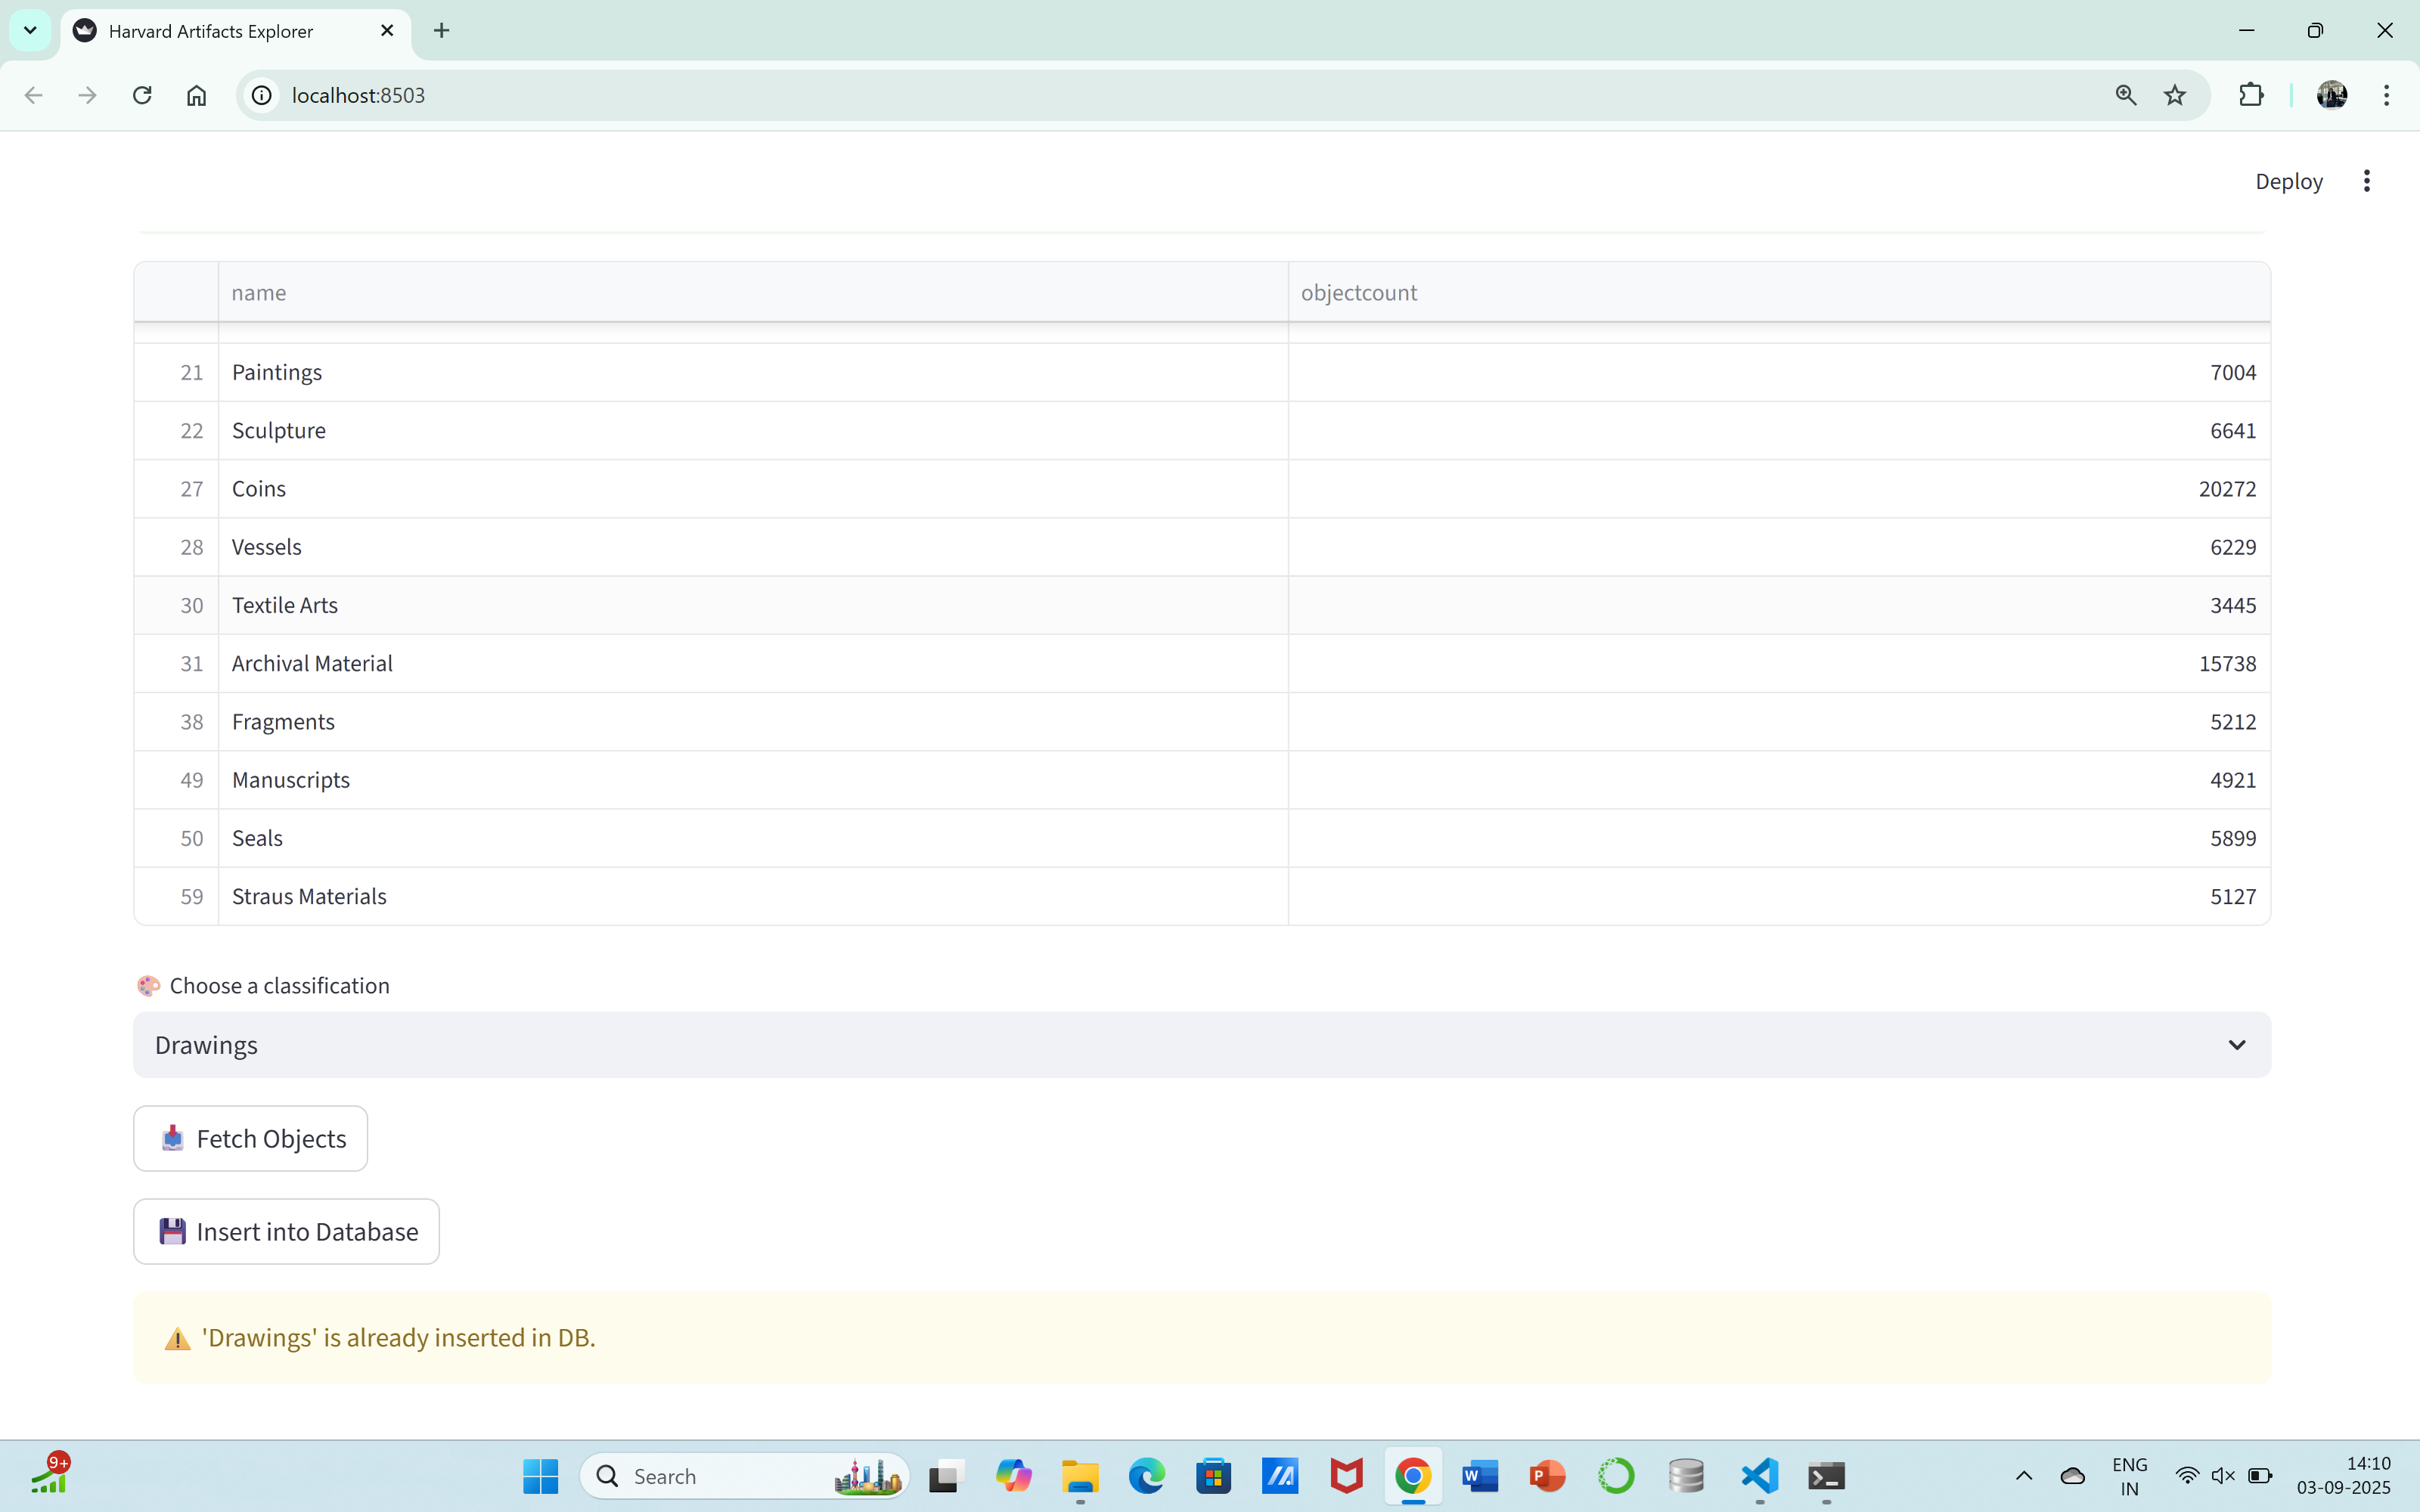 Harvard Artifacts Explorer
localhost:8503
Deploy
name objectcount
21 Paintings 7004
22 Sculpture 6641
27 Coins 20272
28 Vessels 6229
30 Textile Arts 3445
31 Archival Material 15738
38 Fragments 5212
49 Manuscripts 4921
50 Seals 5899
59 Straus Materials 5127
🎨 Choose a classification
Drawings
📥 Fetch Objects
💾 Insert into Database
⚠️ 'Drawings' is already inserted in DB.
9+
Search
W
P
ENG
IN
14:10
03-09-2025